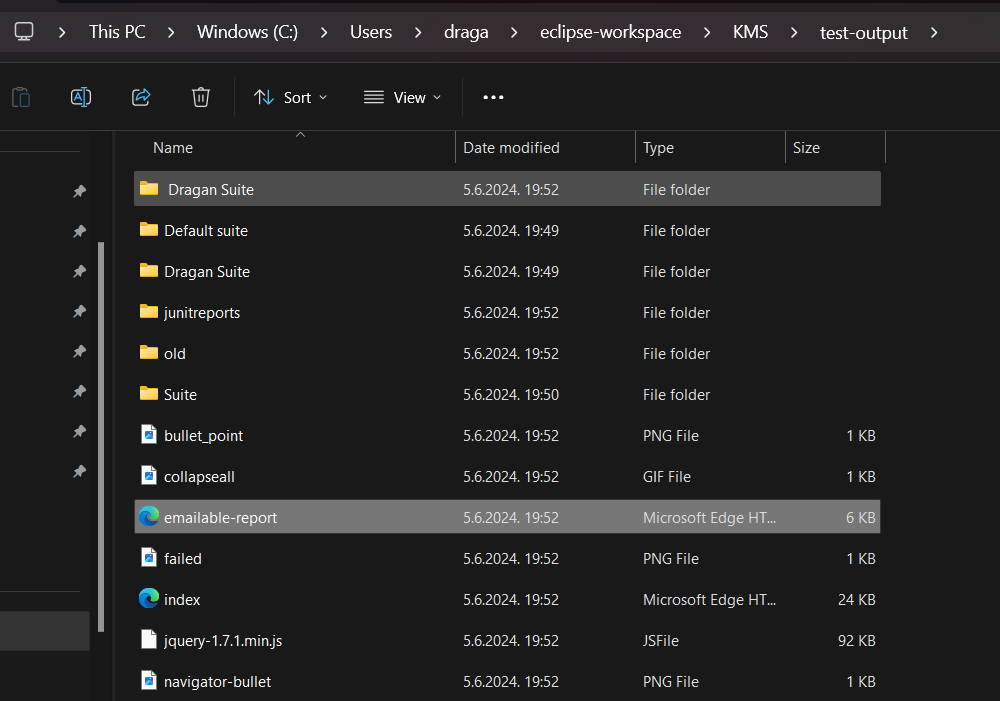 This PC > Windows (C:) > Users > draga > eclipse-workspace > KMS > test-output >
A Sort View
Name Date modified Type Size
Dragan Suite 5.6.2024. 19:52 File folder
Default suite 5.6.2024. 19:49 File folder
Dragan Suite 5.6.2024. 19:49 File folder
junitreports 5.6.2024. 19:52 File folder
old 5.6.2024. 19:52 File folder
Suite 5.6.2024. 19:50 File folder
bullet_point 5.6.2024. 19:52 PNG File 1 KB
collapseall 5.6.2024. 19:52 GIF File 1 KB
emailable-report 5.6.2024. 19:52 Microsoft Edge HT... 6 KB
failed 5.6.2024. 19:52 PNG File 1 KB
index 5.6.2024. 19:52 Microsoft Edge HT... 24 KB
jquery-1.7.1.min.js 5.6.2024. 19:52 JSFile 92 KB
navigator-bullet 5.6.2024. 19:52 PNG File 1 KB